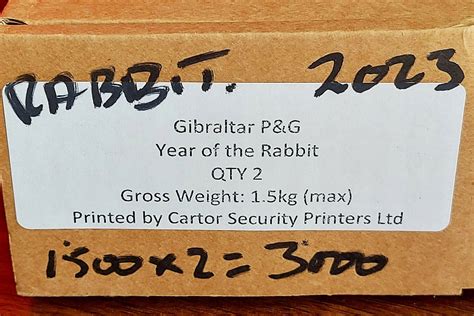 RABBIT. 2023
Gibraltar P&G
Year of the Rabbit
QTY 2
Gross Weight: 1.5kg (max)
Printed by Cartor Security Printers Ltd
1500x2=3000